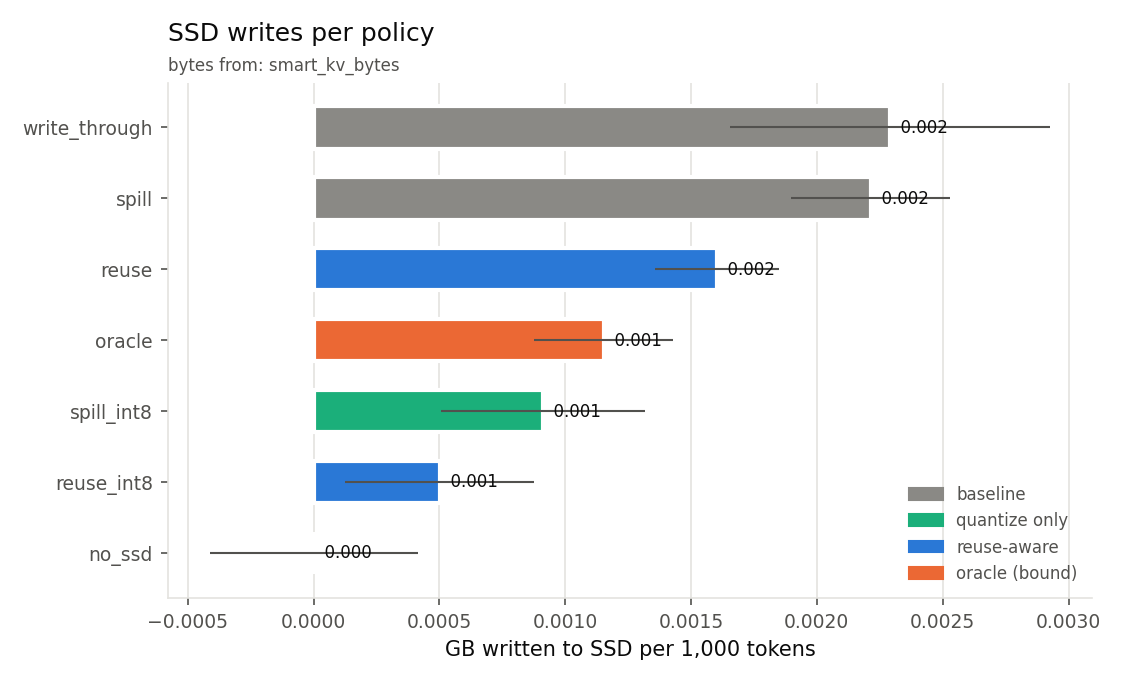 SSD writes per policy
bytes from: smart_kv_bytes
write_through
0.002
spill
0.002
reuse
0.002
oracle
0.001
spill_int8
0.001
reuse_int8
0.001
no_ssd
0.000
baseline
quantize only
reuse-aware
oracle (bound)
−0.0005 0.0000 0.0005 0.0010 0.0015 0.0020 0.0025 0.0030
GB written to SSD per 1,000 tokens